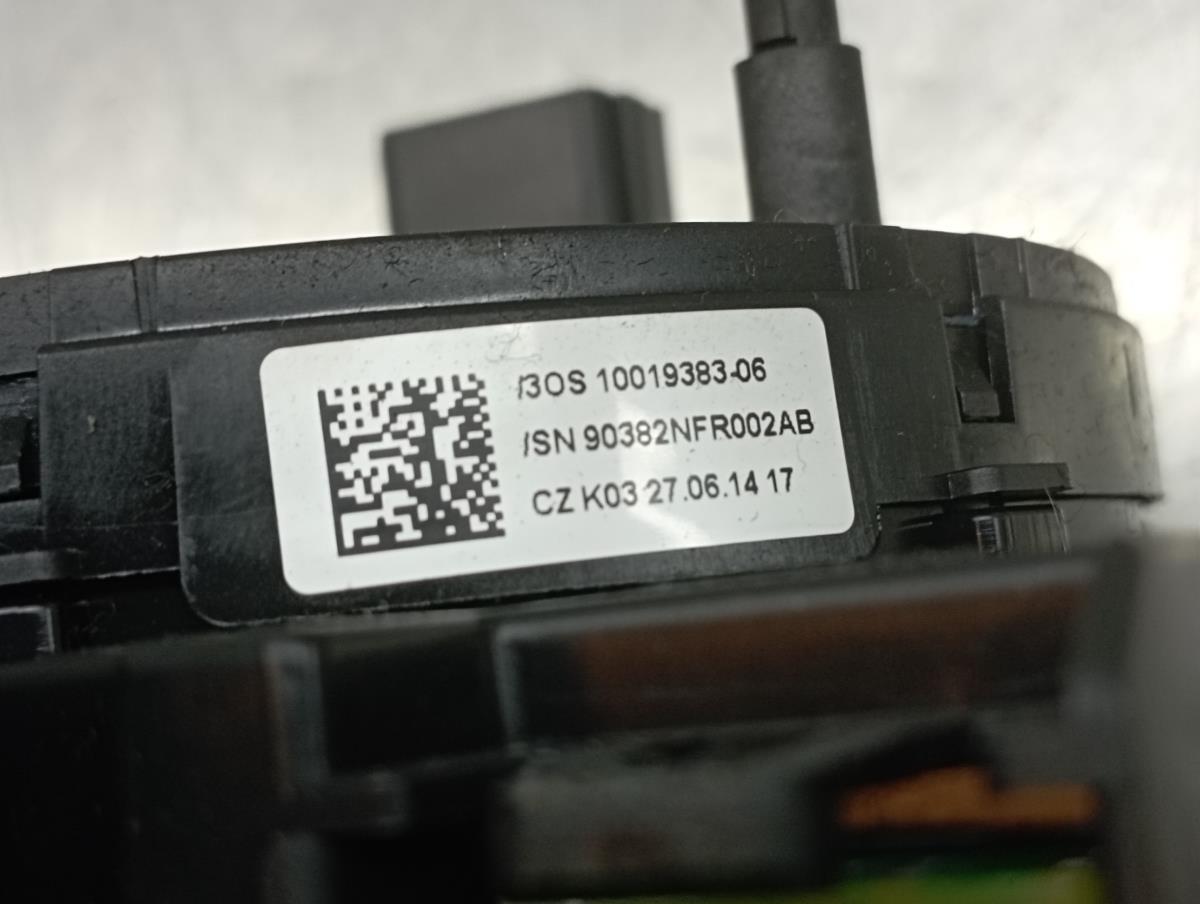 /3OS 10019383-06
/SN 90382NFR002AB
CZ K03 27.06.14 17